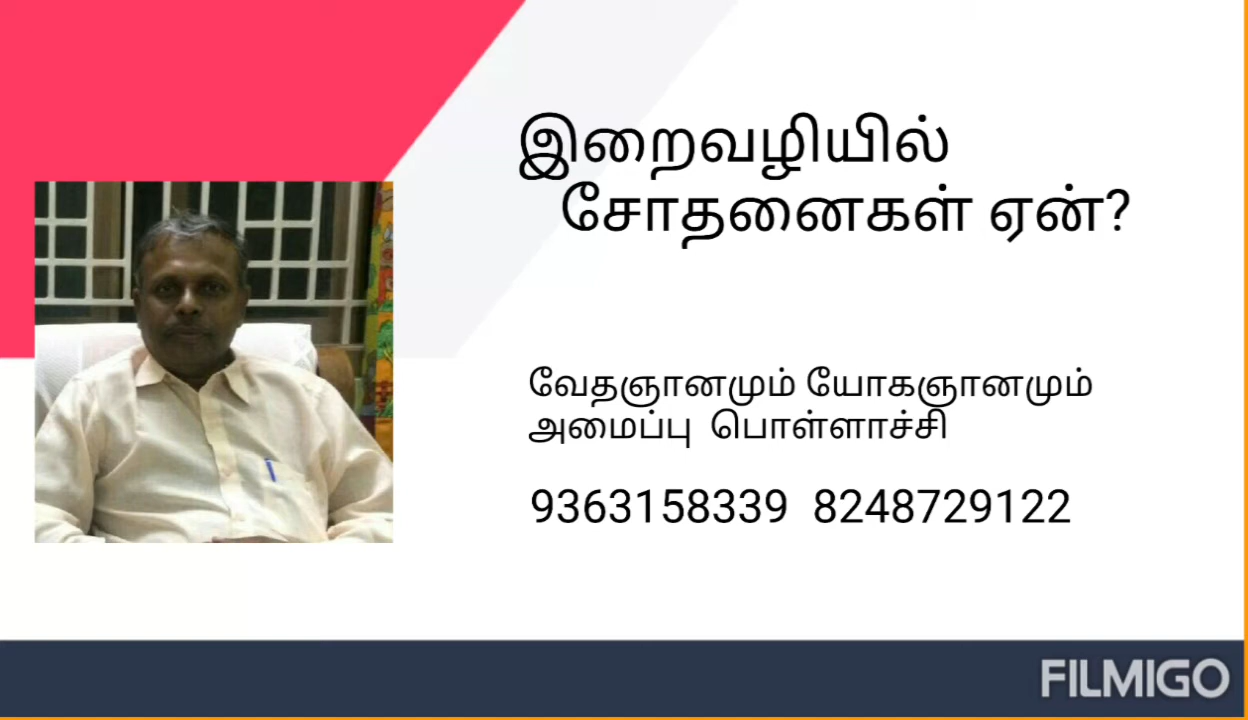 இறைவழியில்
சோதனைகள் ஏன்?
வேதஞானமும் யோகஞானமும்
அமைப்பு பொள்ளாச்சி
9363158339 8248729122
FILMIGO